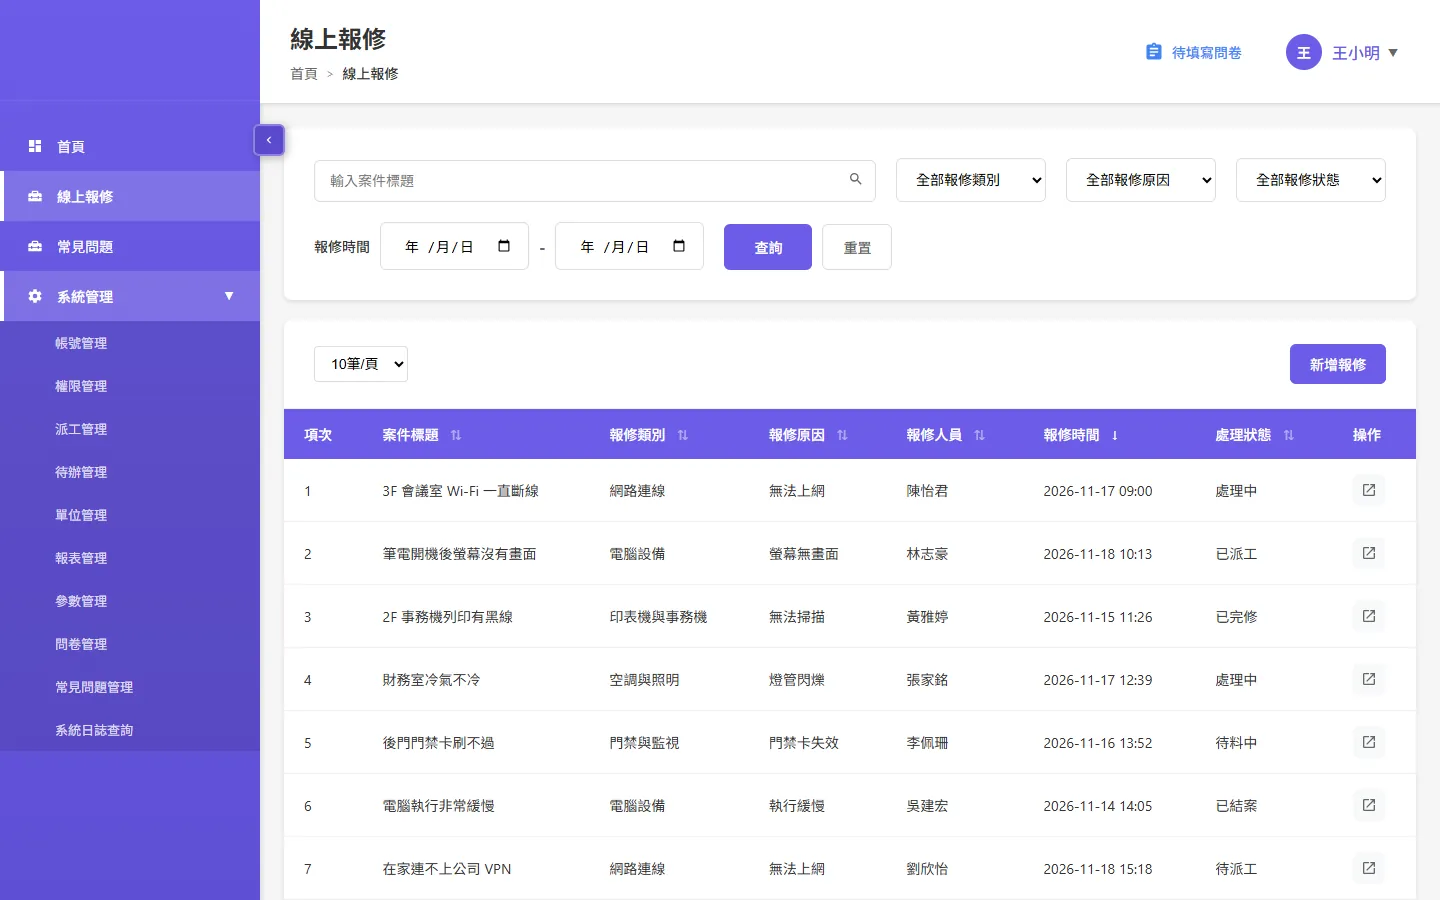 線上報修
首頁 > 線上報修
待填寫問卷
王 王小明 ▼
首頁
線上報修
常見問題
系統管理 ▼
帳號管理
權限管理
派工管理
待辦管理
單位管理
報表管理
參數管理
問卷管理
常見問題管理
系統日誌查詢
輸入案件標題 全部報修類別 全部報修原因 全部報修狀態
報修時間 年 /月/日 - 年 /月/日 查詢 重置
10筆/頁 新增報修
項次 案件標題 ⇅ 報修類別 ⇅ 報修原因 ⇅ 報修人員 ⇅ 報修時間 ↓ 處理狀態 ⇅ 操作
1 3F 會議室 Wi-Fi 一直斷線 網路連線 無法上網 陳怡君 2026-11-17 09:00 處理中
2 筆電開機後螢幕沒有畫面 電腦設備 螢幕無畫面 林志豪 2026-11-18 10:13 已派工
3 2F 事務機列印有黑線 印表機與事務機 無法掃描 黃雅婷 2026-11-15 11:26 已完修
4 財務室冷氣不冷 空調與照明 燈管閃爍 張家銘 2026-11-17 12:39 處理中
5 後門門禁卡刷不過 門禁與監視 門禁卡失效 李佩珊 2026-11-16 13:52 待料中
6 電腦執行非常緩慢 電腦設備 執行緩慢 吳建宏 2026-11-14 14:05 已結案
7 在家連不上公司 VPN 網路連線 無法上網 劉欣怡 2026-11-18 15:18 待派工